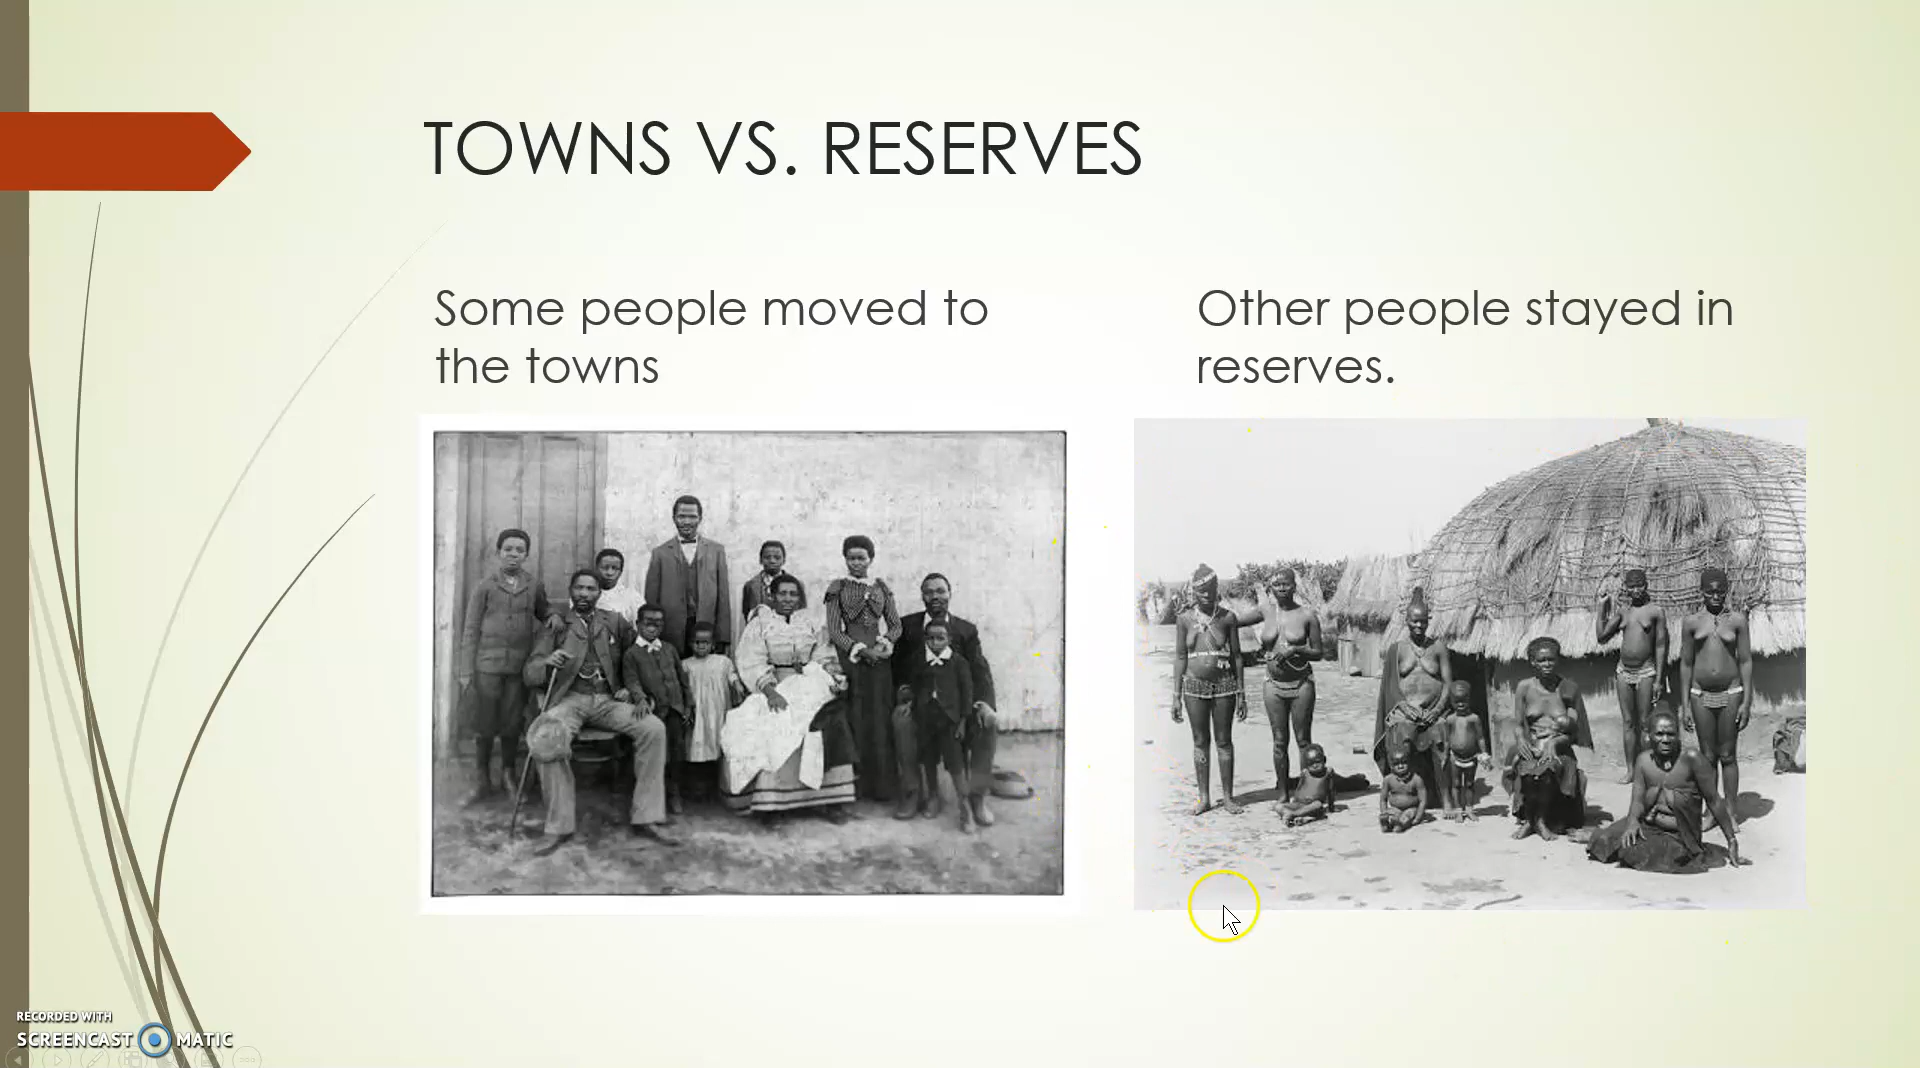 TOWNS VS. RESERVES
Some people moved to
the towns
Other people stayed in
reserves.
RECORDED WITH
SCREENCAST MATIC